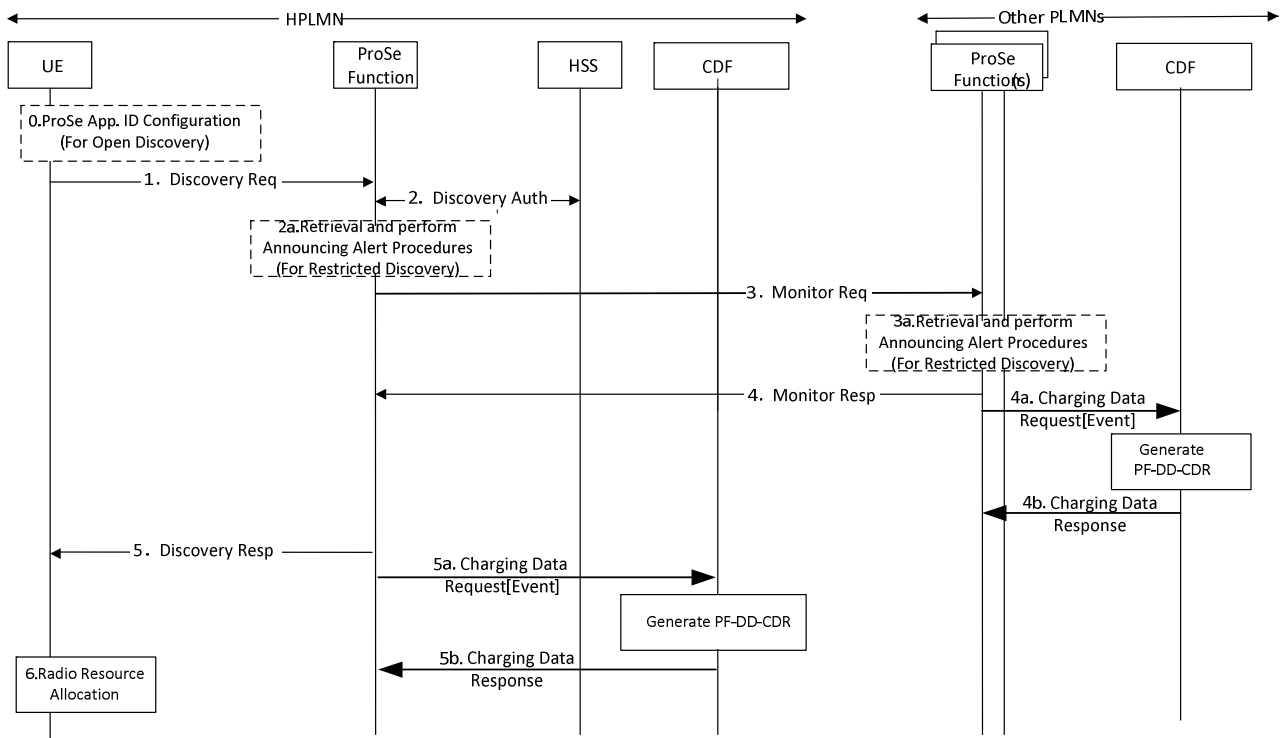 HPLMN
Other PLMNs
UE
ProSe
Function
HSS
CDF
ProSe
Functions
(s)
CDF
0.ProSe App. ID Configuration
(For Open Discovery)
1. Discovery Req
2. Discovery Auth
2a.Retrieval and perform
Announcing Alert Procedures
(For Restricted Discovery)
3. Monitor Req
3a.Retrieval and perform
Announcing Alert Procedures
(For Restricted Discovery)
4. Monitor Resp
4a. Charging Data
Request[Event]
Generate
PF-DD-CDR
4b. Charging Data
Response
5. Discovery Resp
5a. Charging Data
Request[Event]
Generate PF-DD-CDR
5b. Charging Data
Response
6.Radio Resource
Allocation